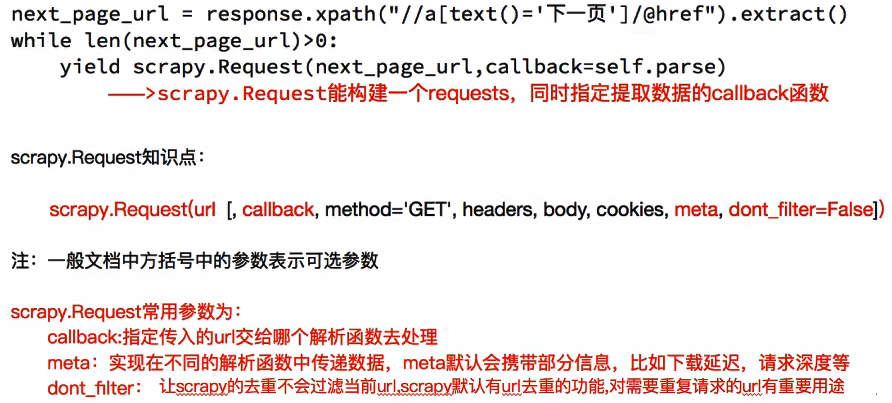 next_page_url = response.xpath("//a[text()='下一页']/@href").extract()
while len(next_page_url)>0:
    yield scrapy.Request(next_page_url,callback=self.parse)
——>scrapy.Request能构建一个requests，同时指定提取数据的callback函数
scrapy.Request知识点：
scrapy.Request(url [, callback, method='GET', headers, body, cookies, meta, dont_filter=False])
注：一般文档中方括号中的参数表示可选参数
scrapy.Request常用参数为：
callback:指定传入的url交给哪个解析函数去处理
meta：实现在不同的解析函数中传递数据，meta默认会携带部分信息，比如下载延迟，请求深度等
dont_filter： 让scrapy的去重不会过滤当前url,scrapy默认有url去重的功能,对需要重复请求的url有重要用途